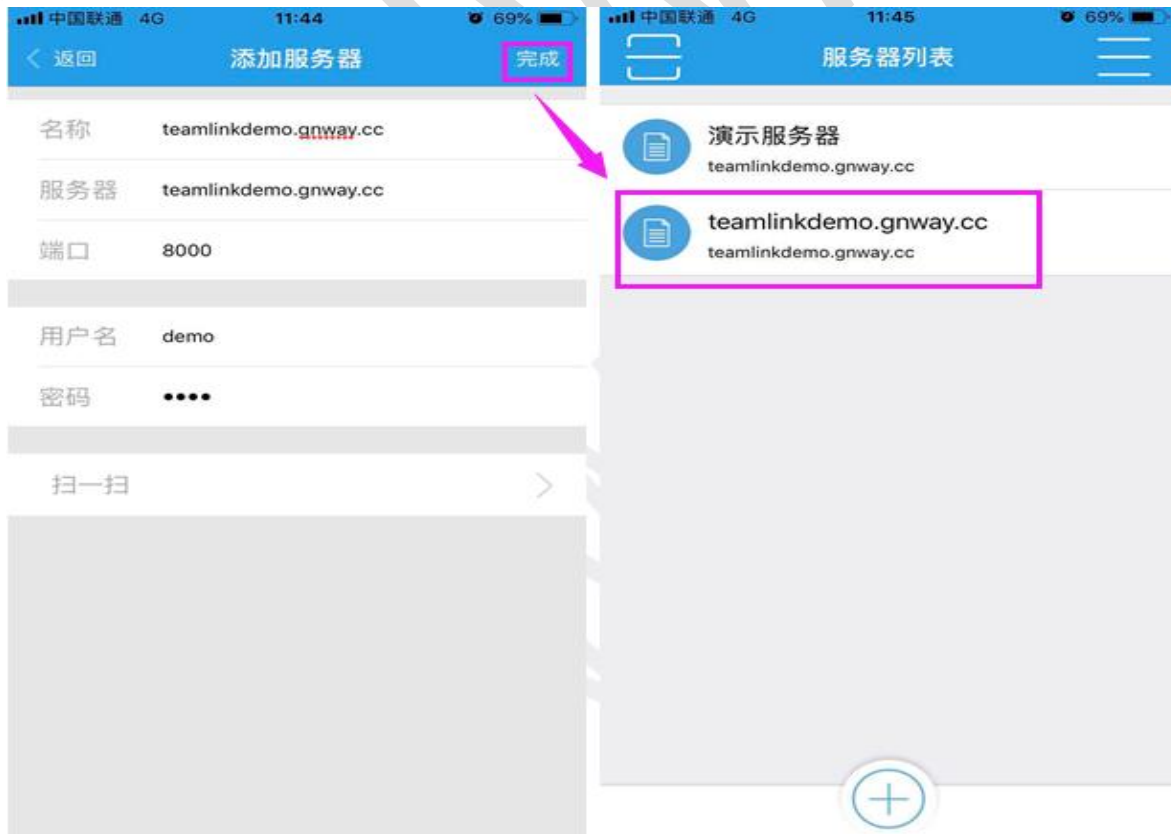 中国联通 4G 11:44 69%
返回 添加服务器 完成
名称 teamlinkdemo.gnway.cc
服务器 teamlinkdemo.gnway.cc
端口 8000
用户名 demo
密码 ••••
扫一扫
中国联通 4G 11:45 69%
服务器列表
演示服务器
teamlinkdemo.gnway.cc
teamlinkdemo.gnway.cc
teamlinkdemo.gnway.cc